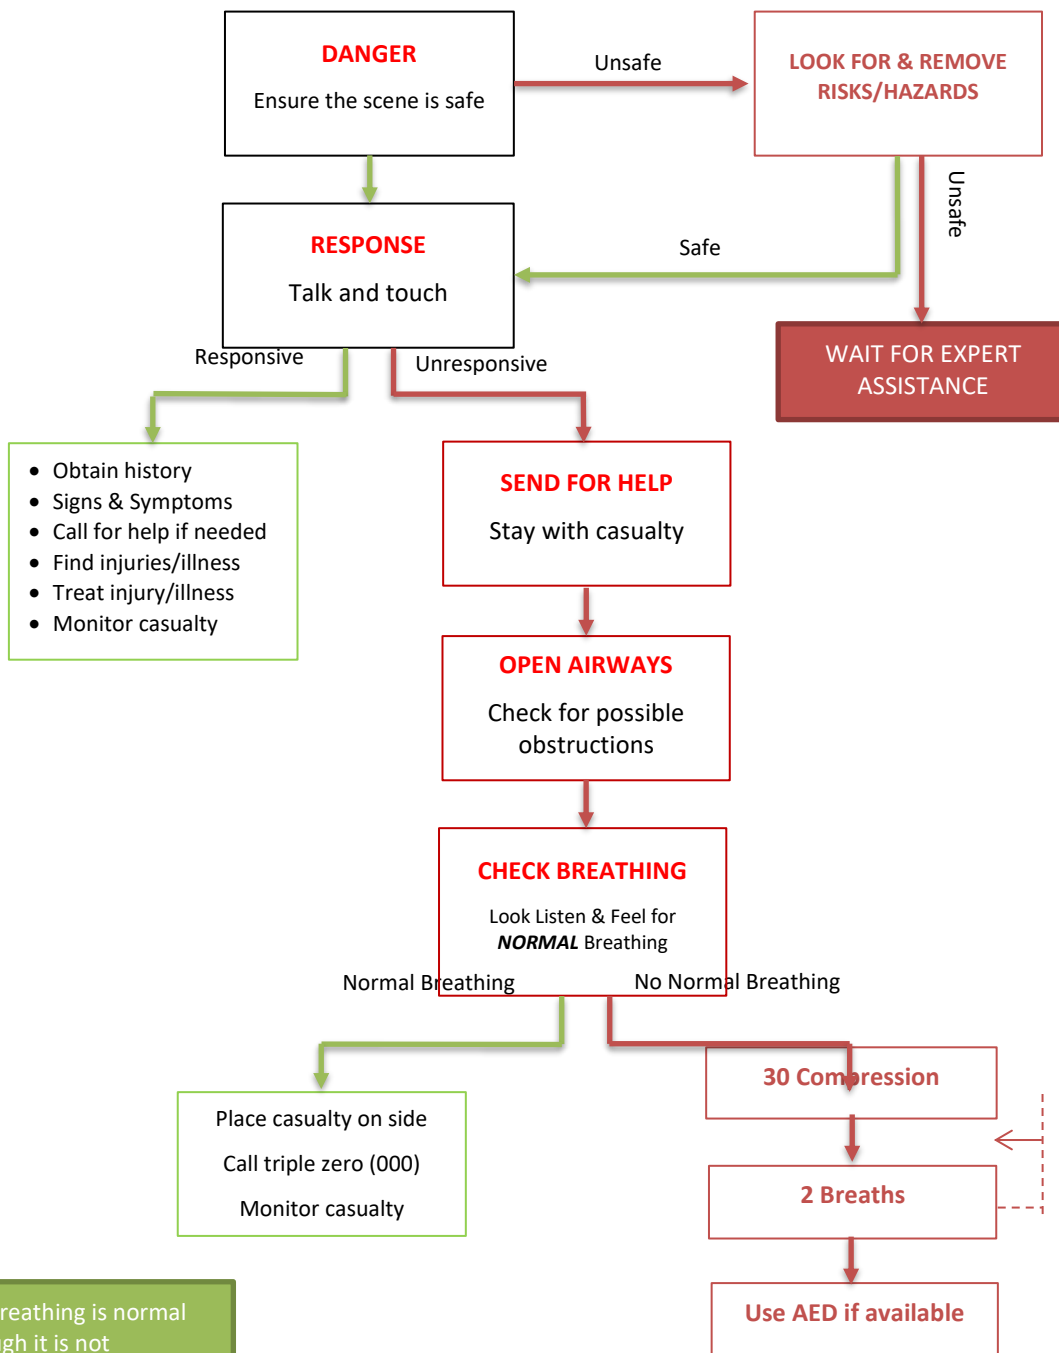 DANGER
Ensure the scene is safe
Unsafe
LOOK FOR & REMOVE
RISKS/HAZARDS
Unsafe
RESPONSE
Talk and touch
Safe
WAIT FOR EXPERT
ASSISTANCE
Responsive
Unresponsive
• Obtain history
• Signs & Symptoms
• Call for help if needed
• Find injuries/illness
• Treat injury/illness
• Monitor casualty
SEND FOR HELP
Stay with casualty
OPEN AIRWAYS
Check for possible
obstructions
CHECK BREATHING
Look Listen & Feel for
NORMAL Breathing
Normal Breathing
No Normal Breathing
Place casualty on side
Call triple zero (000)
Monitor casualty
30 Compression
2 Breaths
Use AED if available
breathing is normal
it is not